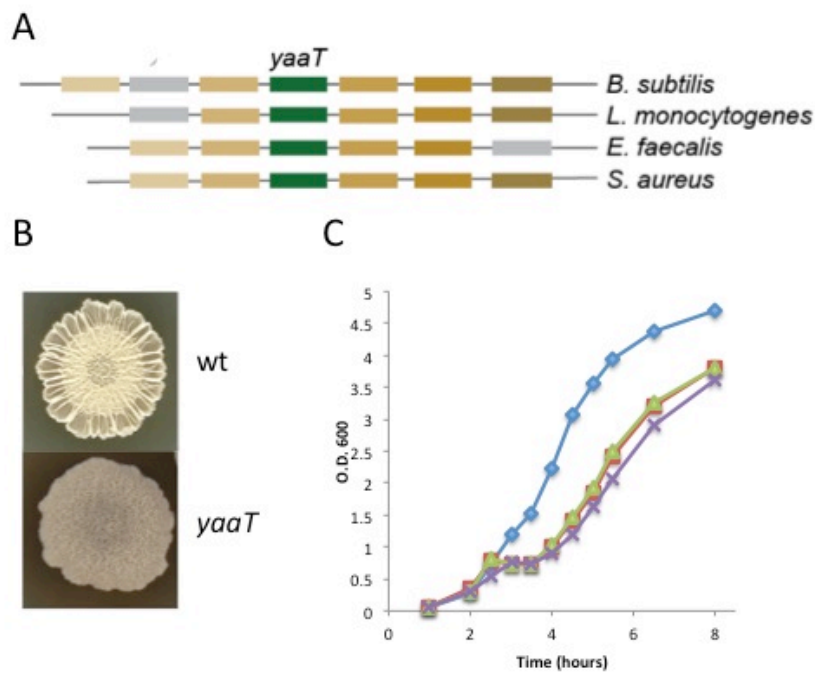 A
yaaT
B. subtilis
L. monocytogenes
E. faecalis
S. aureus
B
wt
yaaT
C
5
4.5
4
3.5
3
2.5
2
1.5
1
0.5
0
O.D. 600
0 2 4 6 8
Time (hours)